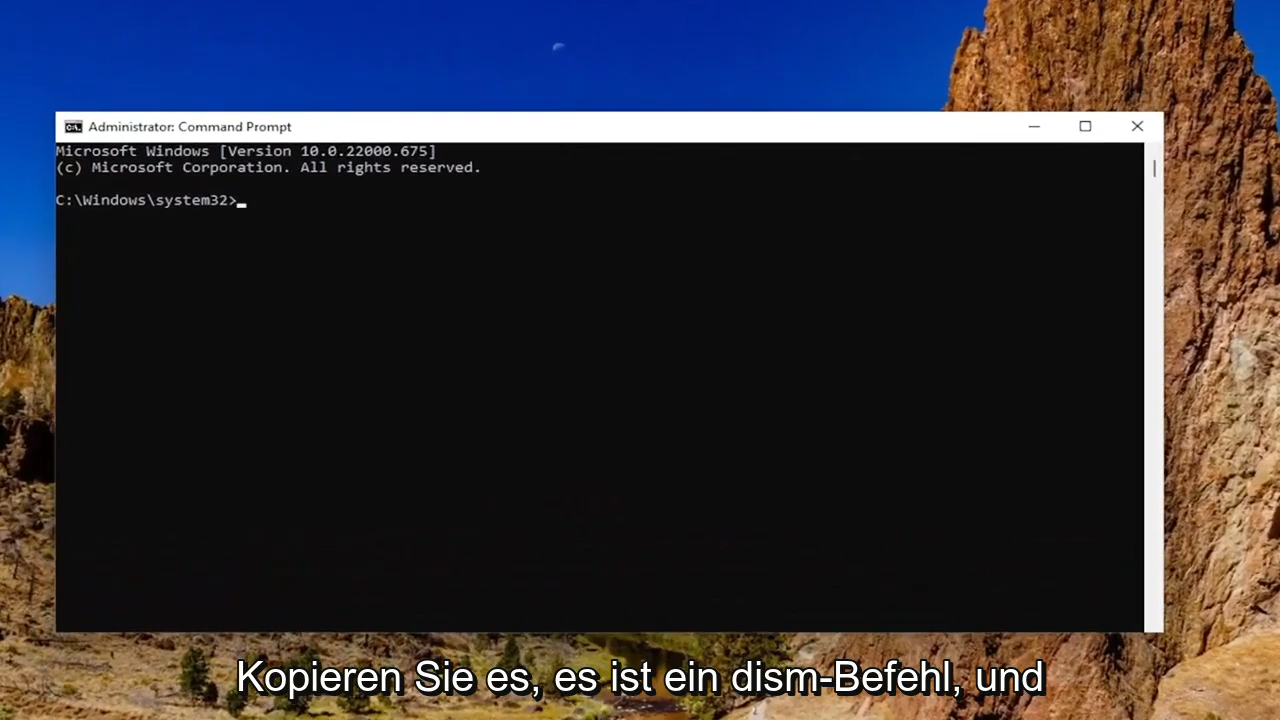 Administrator: Command Prompt
Microsoft Windows [Version 10.0.22000.675]
(c) Microsoft Corporation. All rights reserved.
C:\Windows\system32>
Kopieren Sie es, es ist ein dism-Befehl, und